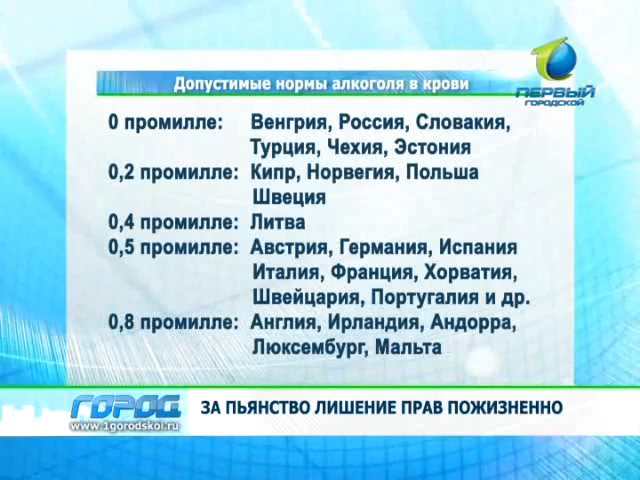 Допустимые нормы алкоголя в крови
ПЕРВЫЙ
ГОРОДСКОЙ
0 промилле: Венгрия, Россия, Словакия,
Турция, Чехия, Эстония
0,2 промилле: Кипр, Норвегия, Польша
Швеция
0,4 промилле: Литва
0,5 промилле: Австрия, Германия, Испания
Италия, Франция, Хорватия,
Швейцария, Португалия и др.
0,8 промилле: Англия, Ирландия, Андорра,
Люксембург, Мальта
ГОРОД
www.1gorodskoi.ru
ЗА ПЬЯНСТВО ЛИШЕНИЕ ПРАВ ПОЖИЗНЕННО